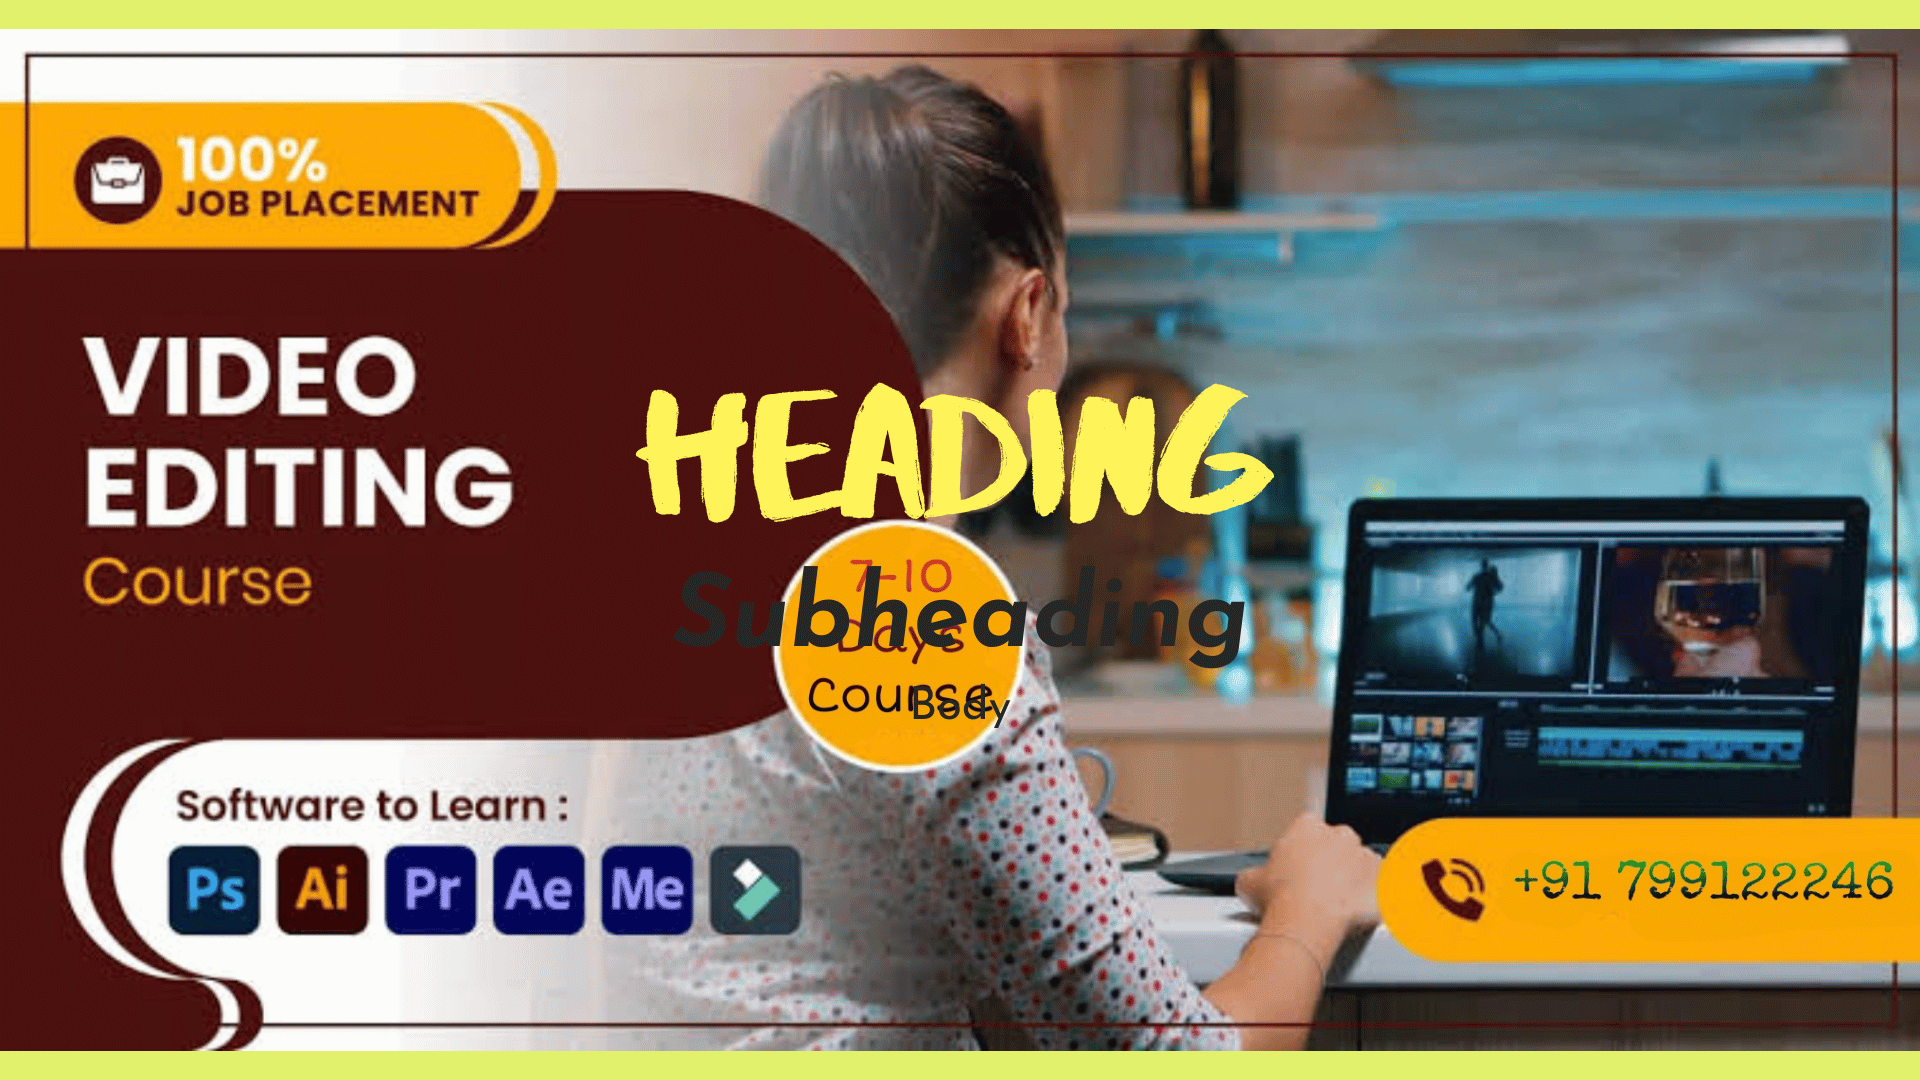 100%
JOB PLACEMENT
VIDEO
EDITING
Course
HEADING
7-10
Days
Course
Subheading
Body
Software to Learn :
Ps Ai Pr Ae Me
+91 799122246